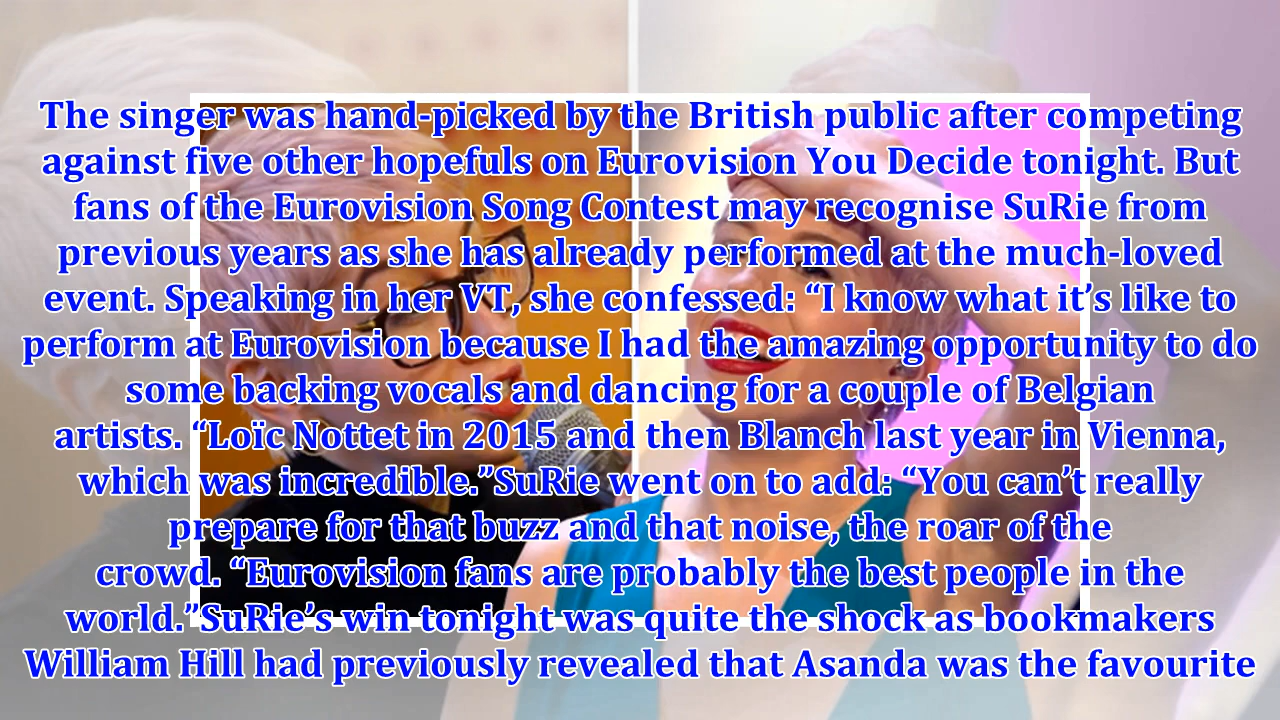 The singer was hand-picked by the British public after competing
against five other hopefuls on Eurovision You Decide tonight. But
fans of the Eurovision Song Contest may recognise SuRie from
previous years as she has already performed at the much-loved
event. Speaking in her VT, she confessed: “I know what it’s like to
perform at Eurovision because I had the amazing opportunity to do
some backing vocals and dancing for a couple of Belgian
artists. “Loïc Nottet in 2015 and then Blanch last year in Vienna,
which was incredible.”SuRie went on to add: “You can’t really
prepare for that buzz and that noise, the roar of the
crowd. “Eurovision fans are probably the best people in the
world.”SuRie’s win tonight was quite the shock as bookmakers
William Hill had previously revealed that Asanda was the favourite